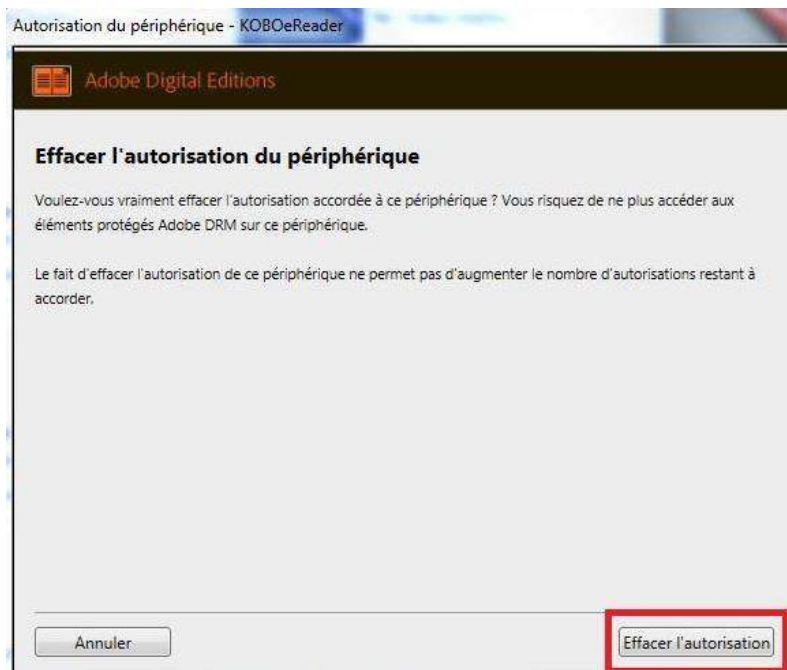 Autorisation du périphérique - KOBOeReader
Adobe Digital Editions
Effacer l'autorisation du périphérique
Voulez-vous vraiment effacer l'autorisation accordée à ce périphérique ? Vous risquez de ne plus accéder aux
éléments protégés Adobe DRM sur ce périphérique.
Le fait d'effacer l'autorisation de ce périphérique ne permet pas d'augmenter le nombre d'autorisations restant à
accorder.
Annuler
Effacer l'autorisation